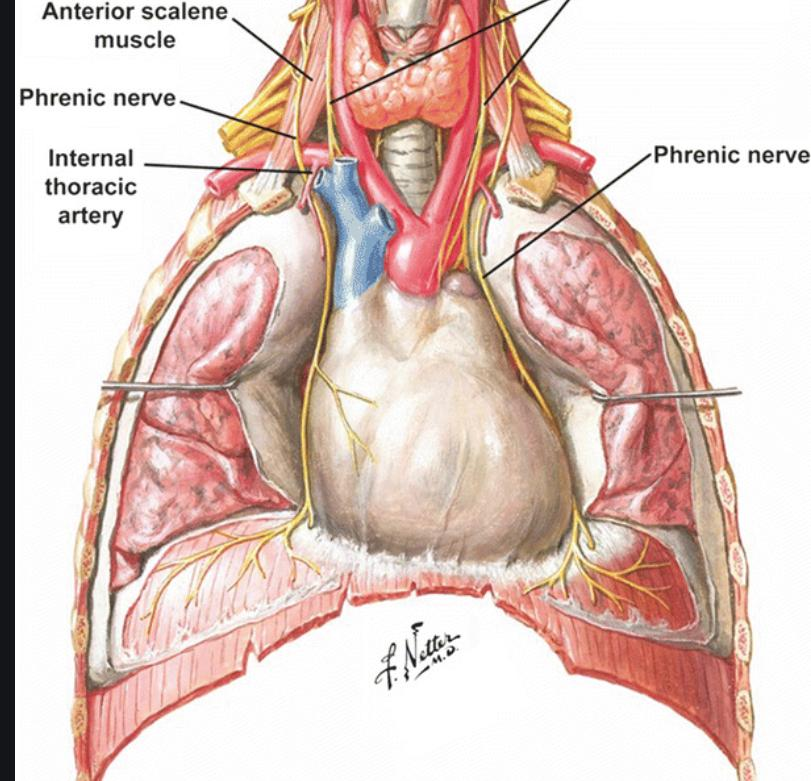 Anterior scalene
muscle
Phrenic nerve
Internal
thoracic
artery
Phrenic nerve
F. Netter
M.D.